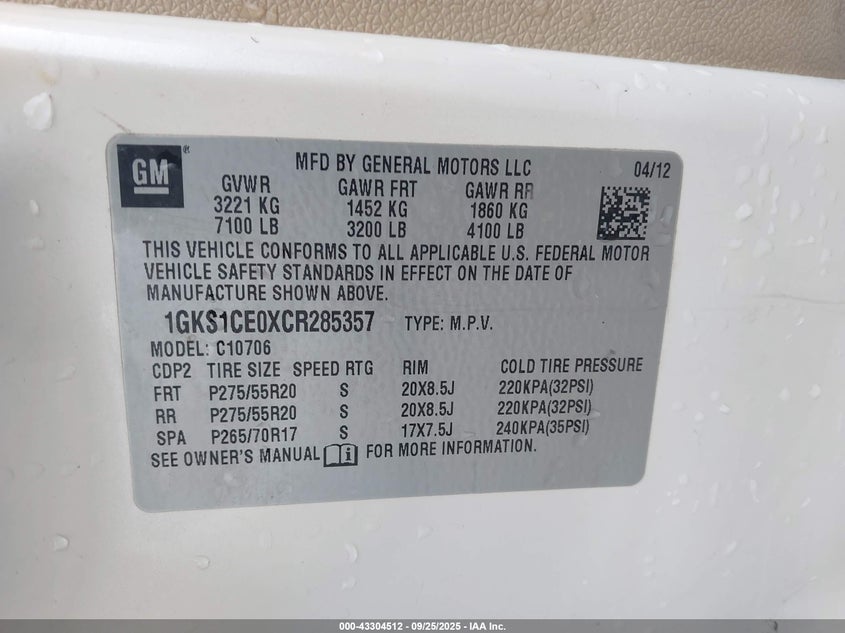 GM ® MFD BY GENERAL MOTORS LLC 04/12
GVWR GAWR FRT GAWR RR
3221 KG 1452 KG 1860 KG
7100 LB 3200 LB 4100 LB
THIS VEHICLE CONFORMS TO ALL APPLICABLE U.S. FEDERAL MOTOR
VEHICLE SAFETY STANDARDS IN EFFECT ON THE DATE OF
MANUFACTURE SHOWN ABOVE.
1GKS1CE0XCR285357 TYPE: M.P.V.
MODEL: C10706
CDP2 TIRE SIZE SPEED RTG RIM COLD TIRE PRESSURE
FRT P275/55R20 S 20X8.5J 220KPA(32PSI)
RR P275/55R20 S 20X8.5J 220KPA(32PSI)
SPA P265/70R17 S 17X7.5J 240KPA(35PSI)
SEE OWNER'S MANUAL i FOR MORE INFORMATION.
000-43304512 - 09/25/2025 - IAA Inc.